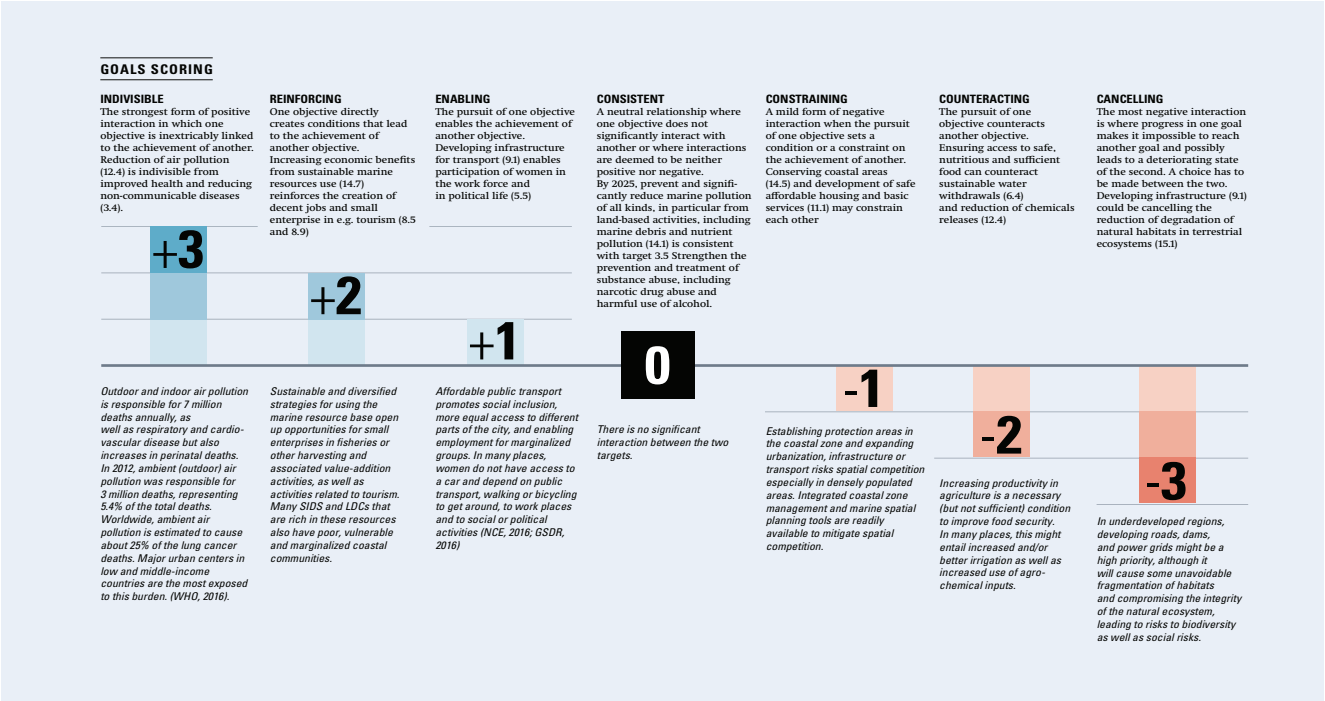 GOALS SCORING
INDIVISIBLE
The strongest form of positive
interaction in which one
objective is inextricably linked
to the achievement of another.
Reduction of air pollution
(12.4) is indivisible from
improved health and reducing
non-communicable diseases
(3.4).
+3
Outdoor and indoor air pollution
is responsible for 7 million
deaths annually, as
well as respiratory and cardio-
vascular disease but also
increases in perinatal deaths.
In 2012, ambient (outdoor) air
pollution was responsible for
3 million deaths, representing
5.4% of the total deaths.
Worldwide, ambient air
pollution is estimated to cause
about 25% of the lung cancer
deaths. Major urban centers in
low and middle-income
countries are the most exposed
to this burden. (WHO, 2016).
REINFORCING
One objective directly
creates conditions that lead
to the achievement of
another objective.
Increasing economic benefits
from sustainable marine
resources use (14.7)
reinforces the creation of
decent jobs and small
enterprise in e.g. tourism (8.5
and 8.9)
+2
Sustainable and diversified
strategies for using the
marine resource base open
up opportunities for small
enterprises in fisheries or
other harvesting and
associated value-addition
activities, as well as
activities related to tourism.
Many SIDS and LDCs that
are rich in these resources
also have poor, vulnerable
and marginalized coastal
communities.
ENABLING
The pursuit of one objective
enables the achievement of
another objective.
Developing infrastructure
for transport (9.1) enables
participation of women in
the work force and
in political life (5.5)
+1
Affordable public transport
promotes social inclusion,
more equal access to different
parts of the city, and enabling
employment for marginalized
groups. In many places,
women do not have access to
a car and depend on public
transport, walking or bicycling
to get around, to work places
and to social or political
activities (NCE, 2016; GSDR,
2016)
CONSISTENT
A neutral relationship where
one objective does not
significantly interact with
another or where interactions
are deemed to be neither
positive nor negative.
By 2025, prevent and signifi-
cantly reduce marine pollution
of all kinds, in particular from
land-based activities, including
marine debris and nutrient
pollution (14.1) is consistent
with target 3.5 Strengthen the
prevention and treatment of
substance abuse, including
narcotic drug abuse and
harmful use of alcohol.
0
There is no significant
interaction between the two
targets.
CONSTRAINING
A mild form of negative
interaction when the pursuit
of one objective sets a
condition or a constraint on
the achievement of another.
Conserving coastal areas
(14.5) and development of safe
affordable housing and basic
services (11.1) may constrain
each other
-1
Establishing protection areas in
the coastal zone and expanding
urbanization, infrastructure or
transport risks spatial competition
especially in densely populated
areas. Integrated coastal zone
management and marine spatial
planning tools are readily
available to mitigate spatial
competition.
COUNTERACTING
The pursuit of one
objective counteracts
another objective.
Ensuring access to safe,
nutritious and sufficient
food can counteract
sustainable water
withdrawals (6.4)
and reduction of chemicals
releases (12.4)
-2
Increasing productivity in
agriculture is a necessary
(but not sufficient) condition
to improve food security.
In many places, this might
entail increased and/or
better irrigation as well as
increased use of agro-
chemical inputs.
CANCELLING
The most negative interaction
is where progress in one goal
makes it impossible to reach
another goal and possibly
leads to a deteriorating state
of the second. A choice has to
be made between the two.
Developing infrastructure (9.1)
could be cancelling the
reduction of degradation of
natural habitats in terrestrial
ecosystems (15.1)
-3
In underdeveloped regions,
developing roads, dams,
and power grids might be a
high priority, although it
will cause some unavoidable
fragmentation of habitats
and compromising the integrity
of the natural ecosystem,
leading to risks to biodiversity
as well as social risks.